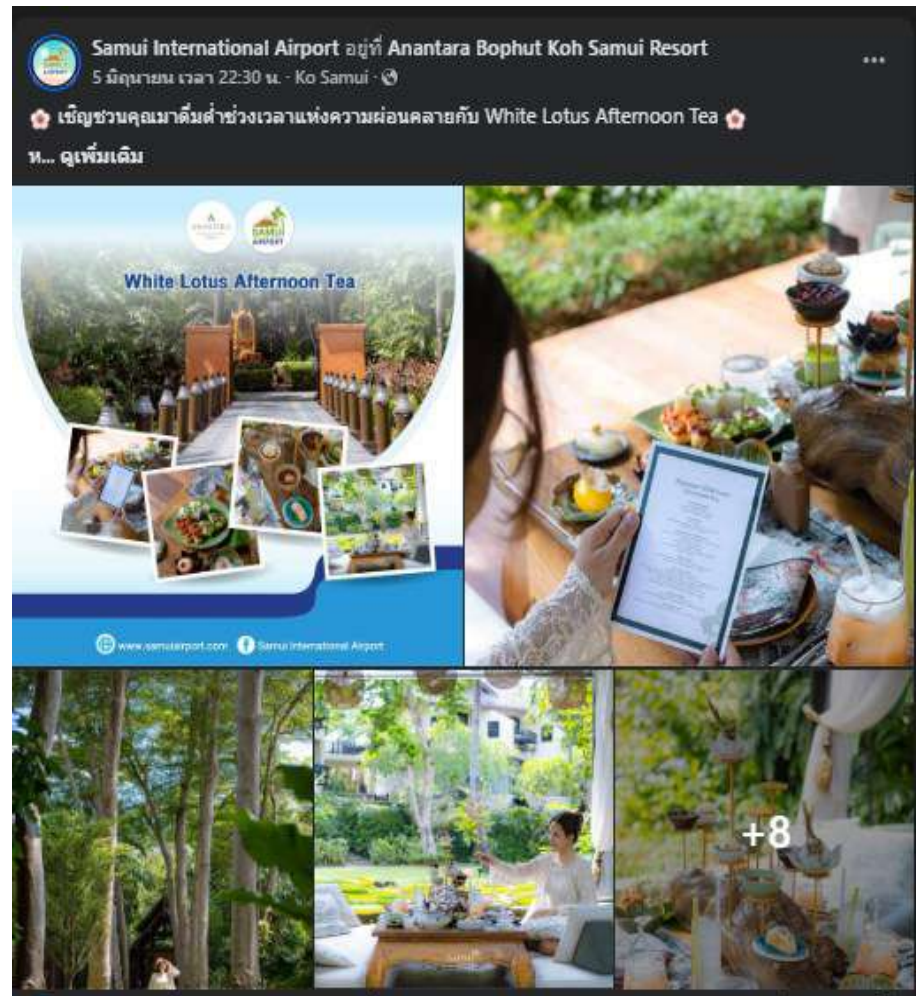 Samui International Airport อยู่ที่ Anantara Bophut Koh Samui Resort
5 มิถุนายน เวลา 22:30 น. · Ko Samui ·
เชิญชวนคุณมาดื่มด่ำช่วงเวลาแห่งความผ่อนคลายกับ White Lotus Afternoon Tea
ห... ดูเพิ่มเติม
SAMUI
AIRPORT
White Lotus Afternoon Tea
www.samuiairport.com Samui International Airport
+8